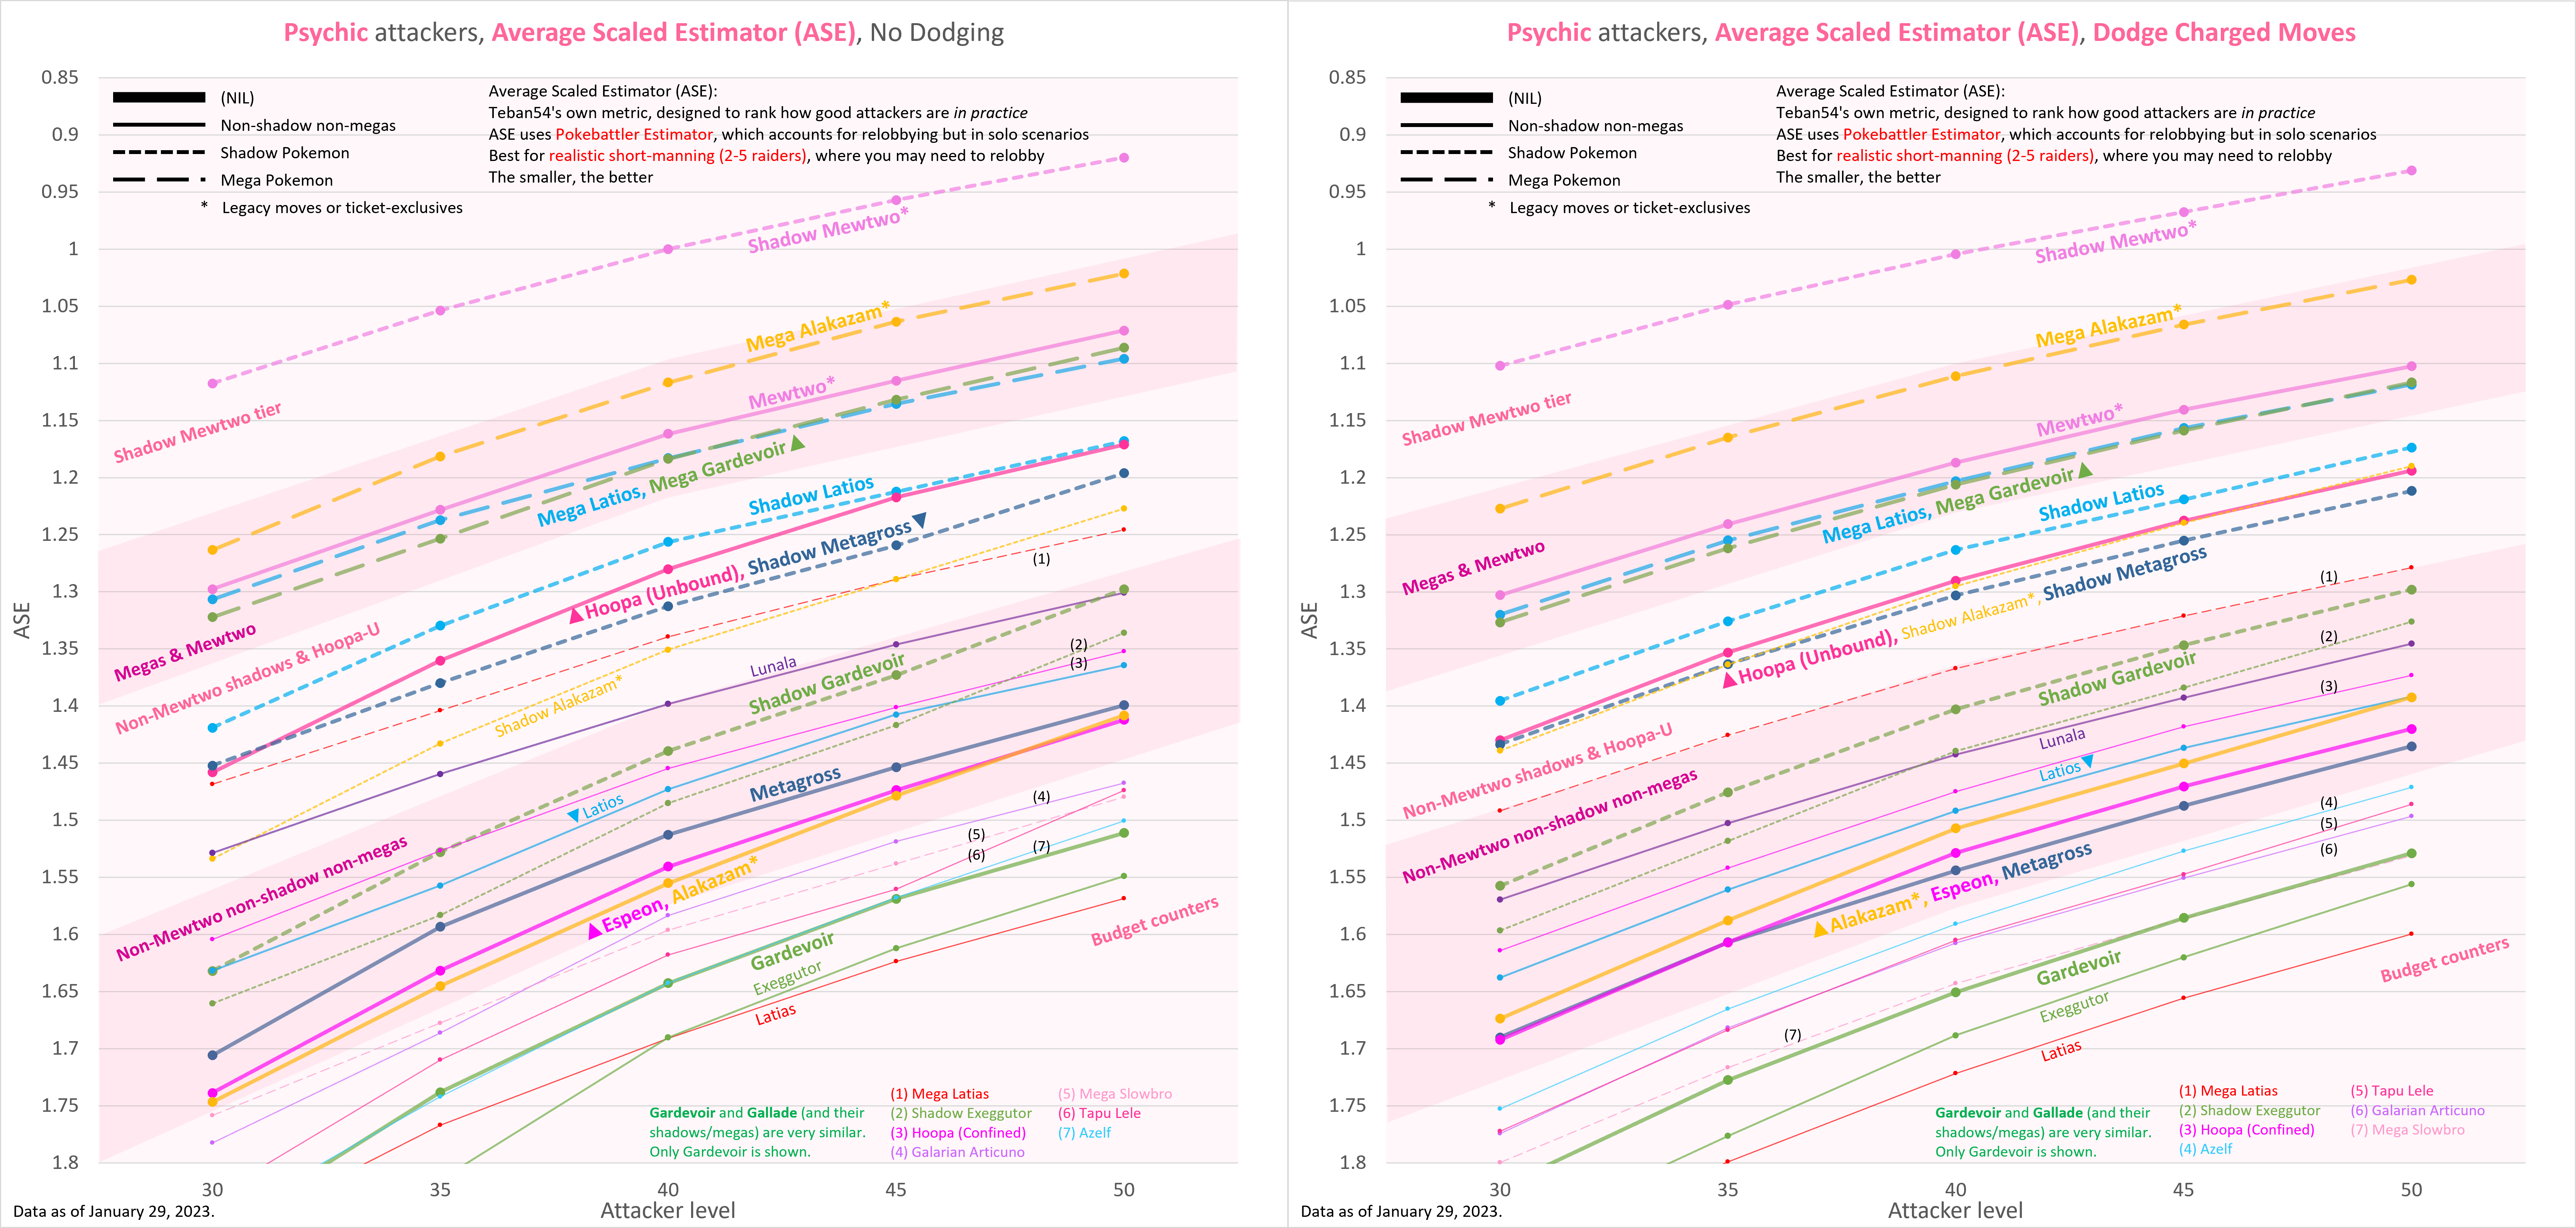 Psychic attackers, Average Scaled Estimator (ASE), No Dodging
0.85
0.9
0.95
1
1.05
1.1
1.15
1.2
1.25
1.3
1.35
1.4
1.45
1.5
1.55
1.6
1.65
1.7
1.75
1.8
ASE
(NIL)
Non-shadow non-megas
Shadow Pokemon
Mega Pokemon
* Legacy moves or ticket-exclusives
Average Scaled Estimator (ASE):
Teban54's own metric, designed to rank how good attackers are in practice
ASE uses Pokebattler Estimator, which accounts for relobbying but in solo scenarios
Best for realistic short-manning (2-5 raiders), where you may need to relobby
The smaller, the better
Shadow Mewtwo*
Mega Alakazam*
Mewtwo*
Shadow Mewtwo tier
Mega Latios, Mega Gardevoir ▲
Shadow Latios
▲Hoopa (Unbound), Shadow Metagross ▼
(1)
Megas & Mewtwo
Non-Mewtwo shadows & Hoopa-U
Shadow Alakazam*
Lunala
Shadow Gardevoir
(2)
(3)
▼ Latios
Metagross
(4)
(5)
(6)
(7)
Non-Mewtwo non-shadow non-megas
▲Espeon, Alakazam*
Gardevoir
Exeggutor
Latias
Budget counters
Gardevoir and Gallade (and their
shadows/megas) are very similar.
Only Gardevoir is shown.
(1) Mega Latias
(2) Shadow Exeggutor
(3) Hoopa (Confined)
(4) Galarian Articuno
(5) Mega Slowbro
(6) Tapu Lele
(7) Azelf
30 35 40 45 50
Attacker level
Data as of January 29, 2023.
Psychic attackers, Average Scaled Estimator (ASE), Dodge Charged Moves
0.85
0.9
0.95
1
1.05
1.1
1.15
1.2
1.25
1.3
1.35
1.4
1.45
1.5
1.55
1.6
1.65
1.7
1.75
1.8
ASE
(NIL)
Non-shadow non-megas
Shadow Pokemon
Mega Pokemon
* Legacy moves or ticket-exclusives
Average Scaled Estimator (ASE):
Teban54's own metric, designed to rank how good attackers are in practice
ASE uses Pokebattler Estimator, which accounts for relobbying but in solo scenarios
Best for realistic short-manning (2-5 raiders), where you may need to relobby
The smaller, the better
Shadow Mewtwo*
Mega Alakazam*
Mewtwo*
Shadow Mewtwo tier
Mega Latios, Mega Gardevoir ▲
Shadow Latios
▲Hoopa (Unbound), Shadow Alakazam*, Shadow Metagross
Megas & Mewtwo
(1)
(2)
(3)
Shadow Gardevoir
Lunala
Latios▼
Non-Mewtwo shadows & Hoopa-U
Non-Mewtwo non-shadow non-megas
(4)
(5)
(6)
▲Alakazam*, Espeon, Metagross
(7)
Gardevoir
Exeggutor
Latias
Budget counters
Gardevoir and Gallade (and their
shadows/megas) are very similar.
Only Gardevoir is shown.
(1) Mega Latias
(2) Shadow Exeggutor
(3) Hoopa (Confined)
(4) Azelf
(5) Tapu Lele
(6) Galarian Articuno
(7) Mega Slowbro
30 35 40 45 50
Attacker level
Data as of January 29, 2023.